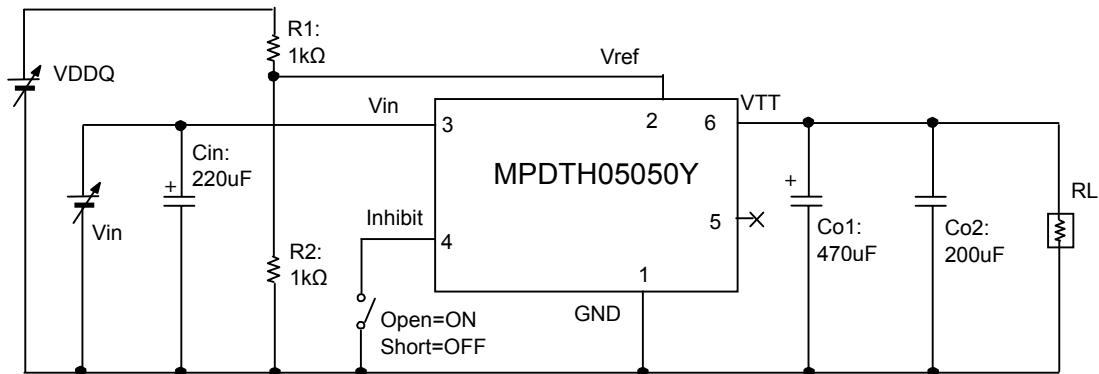 R1:
1kΩ
VDDQ
Vref
Vin
VTT
3
2
6
Cin:
220uF
+
MPDTH05050Y
+
RL
Vin
Inhibit
4
5
Co1:
470uF
Co2:
200uF
R2:
1kΩ
1
GND
Open=ON
Short=OFF